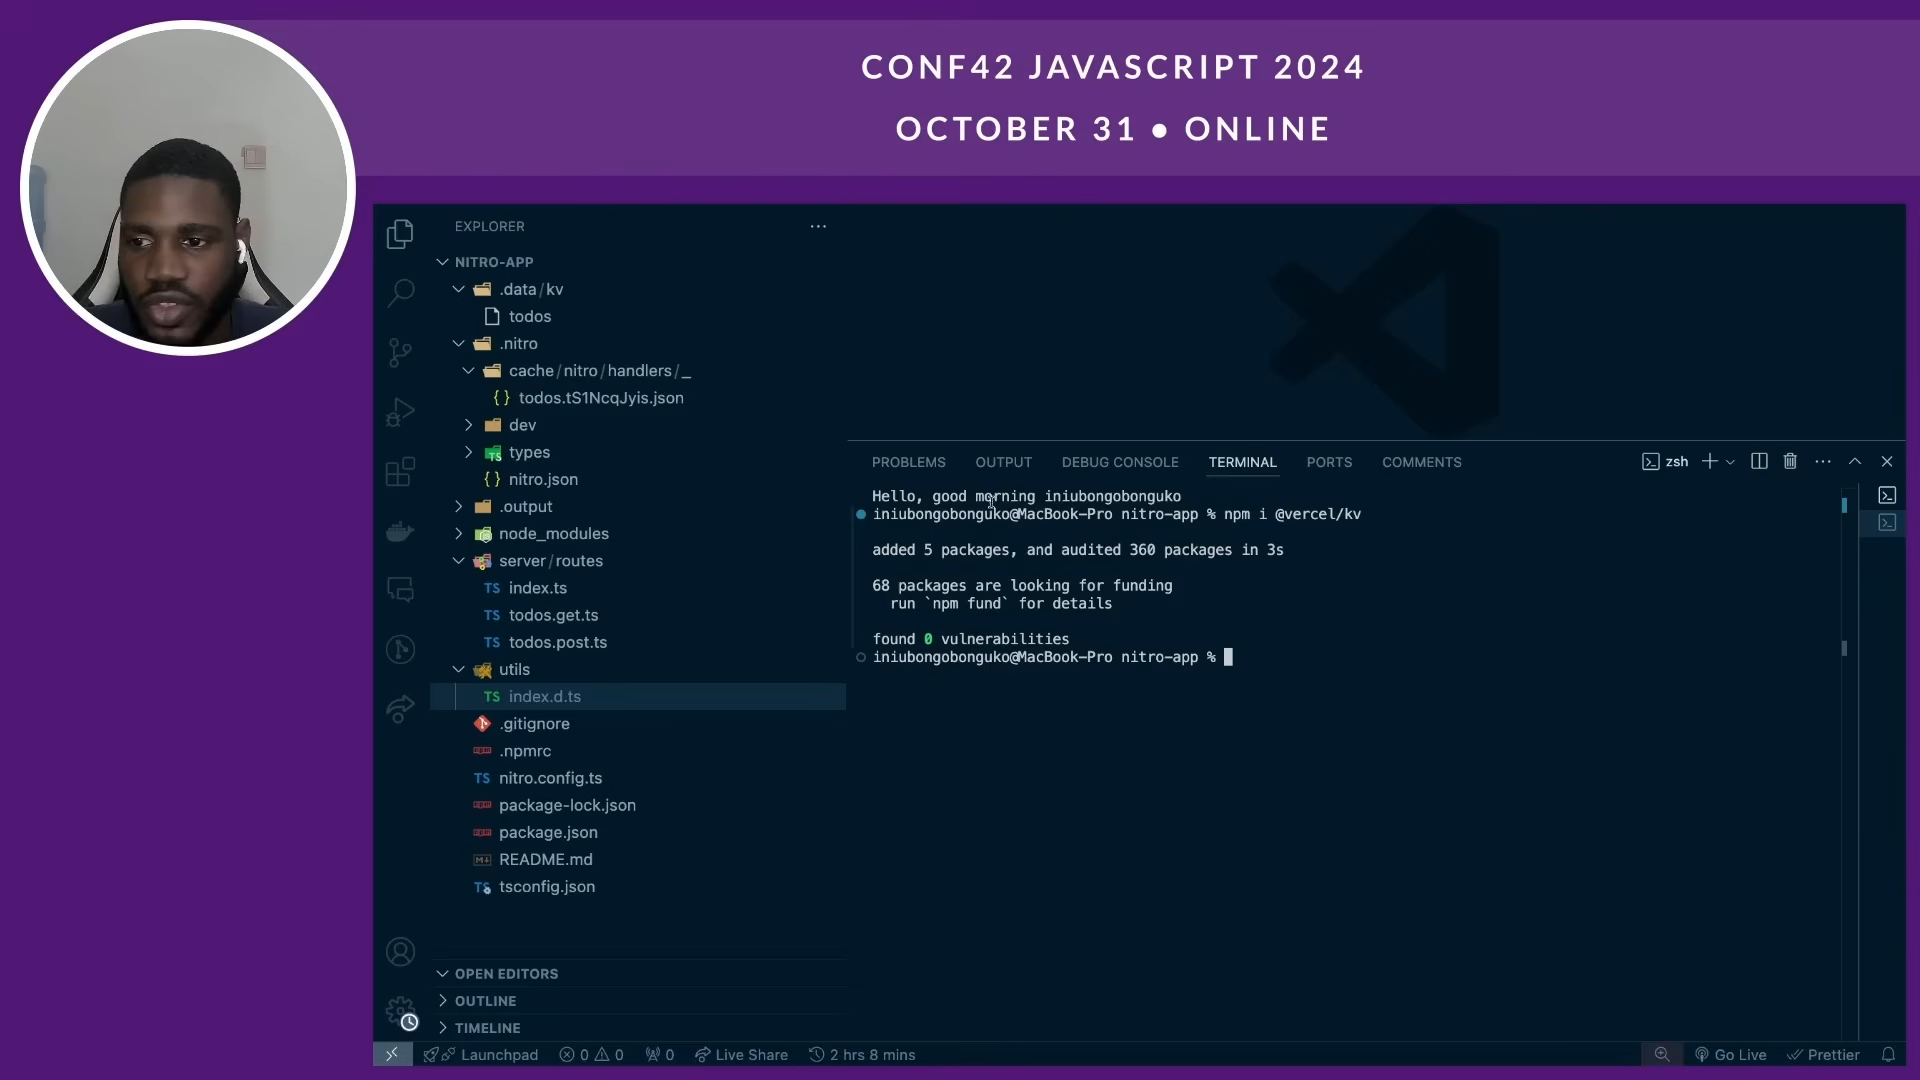 CONF42 JAVASCRIPT 2024
OCTOBER 31 • ONLINE
EXPLORER
NITRO-APP
.data/kv
todos
.nitro
cache/nitro/handlers/_
todos.tS1NcqJyis.json
dev
types
nitro.json
.output
node_modules
server/routes
TS index.ts
TS todos.get.ts
TS todos.post.ts
utils
TS index.d.ts
.gitignore
.npmrc
TS nitro.config.ts
package-lock.json
package.json
README.md
tsconfig.json
OPEN EDITORS
OUTLINE
TIMELINE
PROBLEMS OUTPUT DEBUG CONSOLE TERMINAL PORTS COMMENTS
zsh
Hello, good morning iniubongobonguko
iniubongobonguko@MacBook-Pro nitro-app % npm i @vercel/kv
added 5 packages, and audited 360 packages in 3s
68 packages are looking for funding
run `npm fund` for details
found 0 vulnerabilities
iniubongobonguko@MacBook-Pro nitro-app %
Launchpad 0 0 0 Live Share 2 hrs 8 mins Go Live Prettier